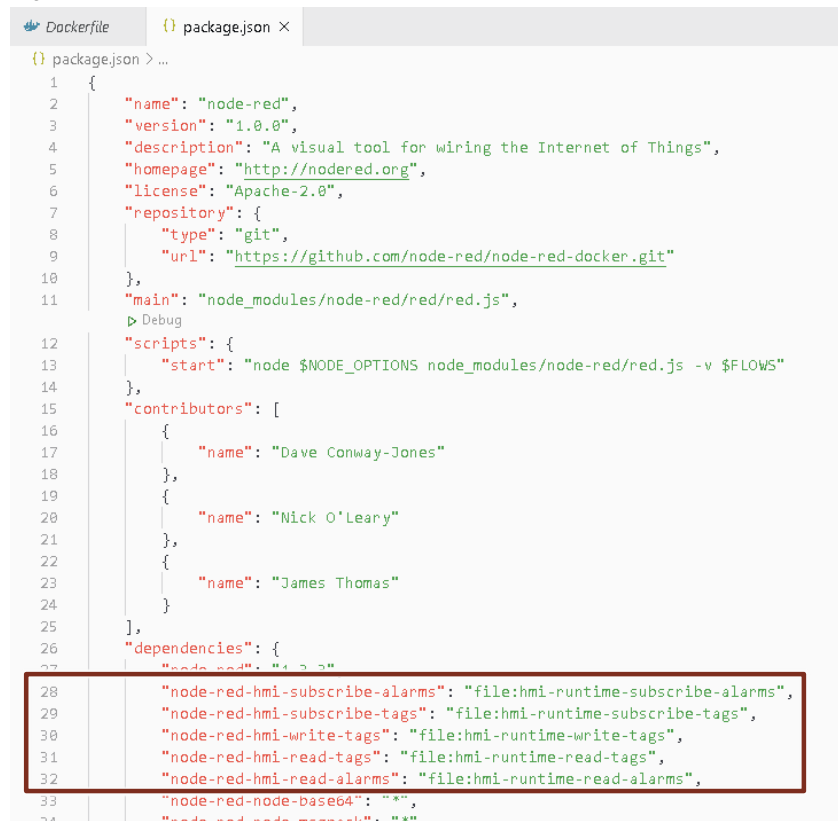 Dockerfile
{} package.json ×
{} package.json > ...
1 {
2 "name": "node-red",
3 "version": "1.0.0",
4 "description": "A visual tool for wiring the Internet of Things",
5 "homepage": "http://nodered.org",
6 "license": "Apache-2.0",
7 "repository": {
8 "type": "git",
9 "url": "https://github.com/node-red/node-red-docker.git"
10 },
11 "main": "node_modules/node-red/red/red.js",
Debug
12 "scripts": {
13 "start": "node $NODE_OPTIONS node_modules/node-red/red.js -v $FLOWS"
14 },
15 "contributors": [
16 {
17 "name": "Dave Conway-Jones"
18 },
19 {
20 "name": "Nick O'Leary"
21 },
22 {
23 "name": "James Thomas"
24 }
25 ],
26 "dependencies": {
27 "node-red": "1.3.3",
28 "node-red-hmi-subscribe-alarms": "file:hmi-runtime-subscribe-alarms",
29 "node-red-hmi-subscribe-tags": "file:hmi-runtime-subscribe-tags",
30 "node-red-hmi-write-tags": "file:hmi-runtime-write-tags",
31 "node-red-hmi-read-tags": "file:hmi-runtime-read-tags",
32 "node-red-hmi-read-alarms": "file:hmi-runtime-read-alarms",
33 "node-red-node-base64": "*",